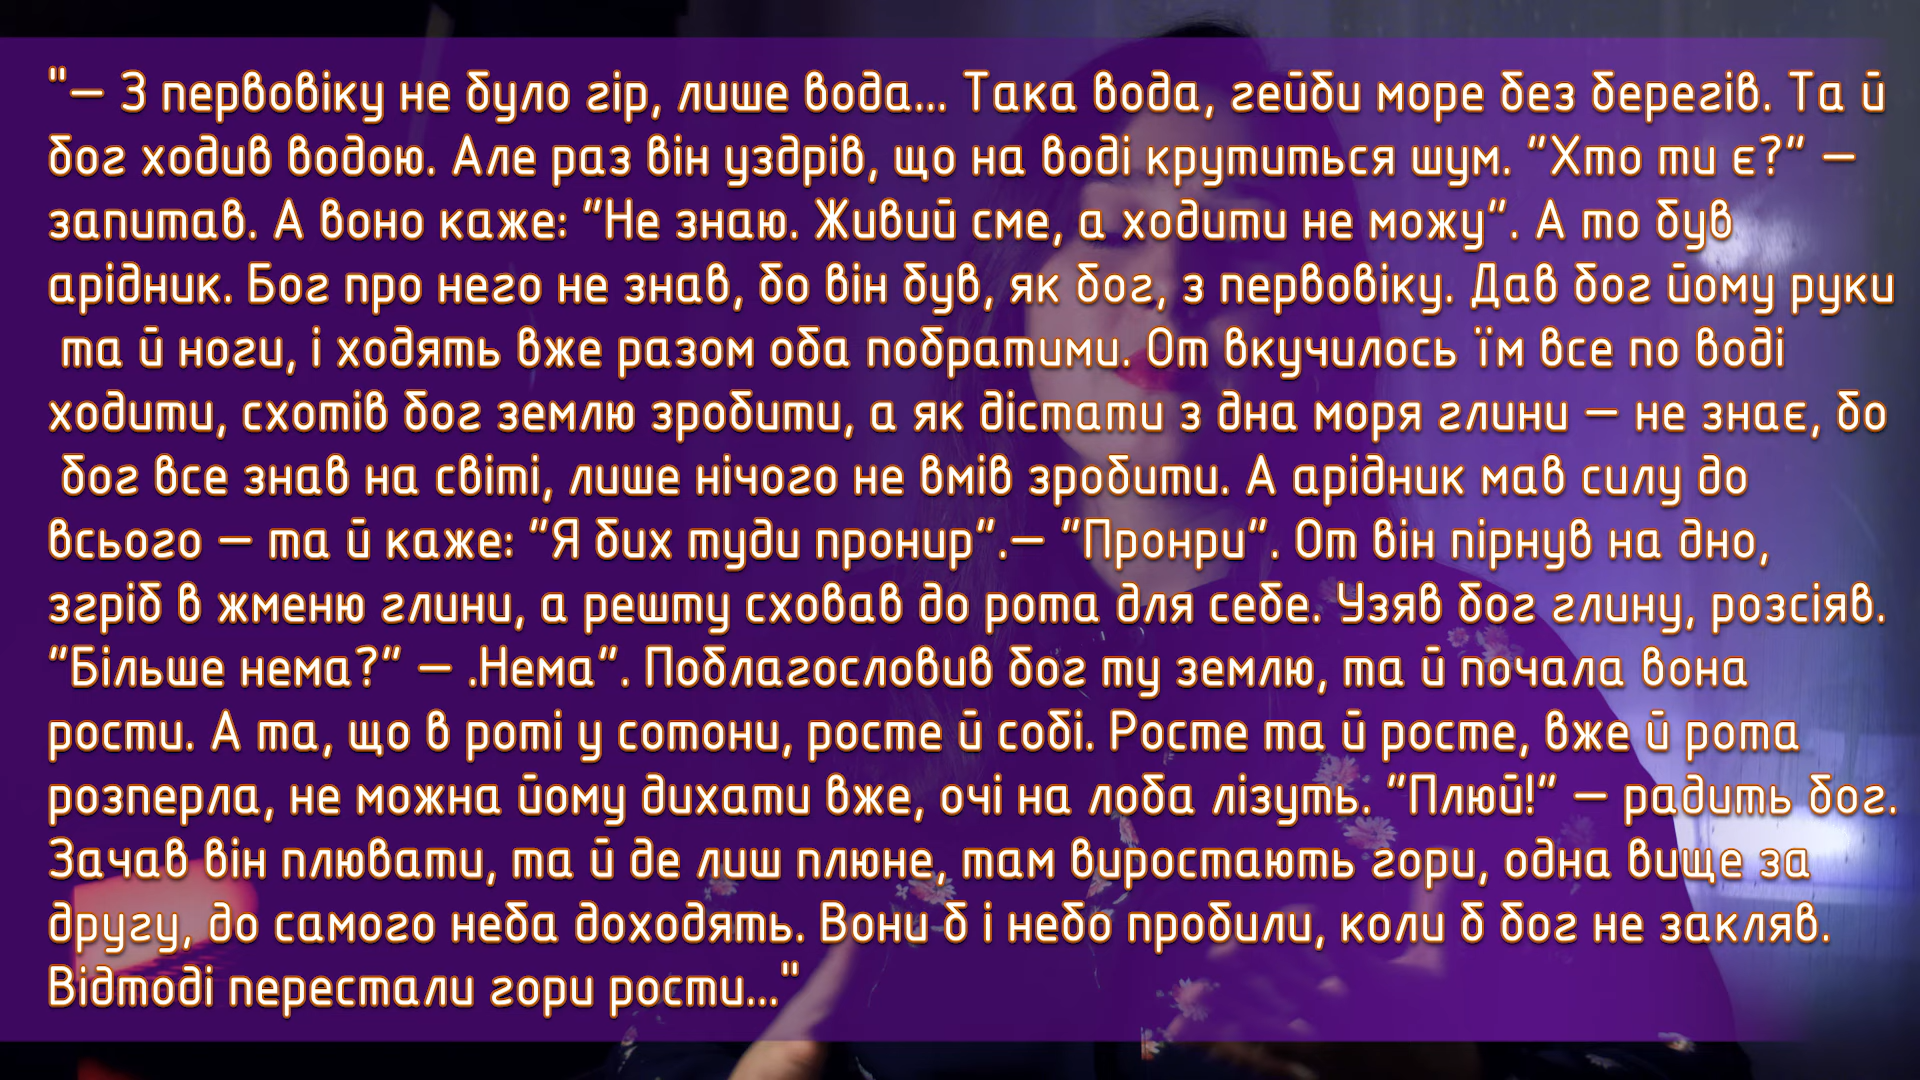 "— З первовіку не було гір, лише вода... Така вода, гейби море без берегів. Та й
бог ходив водою. Але раз він уздрів, що на воді крутиться шум. ”Хто ти є?” —
запитав. А воно каже: ”Не знаю. Живий сме, а ходити не можу”. А то був
арідник. Бог про него не знав, бо він був, як бог, з первовіку. Дав бог йому руки
та й ноги, і ходять вже разом оба побратими. От вкучилось їм все по воді
ходити, схотів бог землю зробити, а як дістати з дна моря глини — не знає, бо
бог все знав на світі, лише нічого не вмів зробити. А арідник мав силу до
всього — та й каже: ”Я бих туди пронир”.— ”Пронри”. От він пірнув на дно,
згріб в жменю глини, а решту сховав до рота для себе. Узяв бог глину, розсіяв.
”Більше нема?” — .Нема”. Поблагословив бог ту землю, та й почала вона
рости. А та, що в роті у сотони, росте й собі. Росте та й росте, вже й рота
розперла, не можна йому дихати вже, очі на лоба лізуть. ”Плюй!” — радить бог.
Зачав він плювати, та й де лиш плюне, там виростають гори, одна вище за
другу, до самого неба доходять. Вони б і небо пробили, коли б бог не закляв.
Відтоді перестали гори рости..."